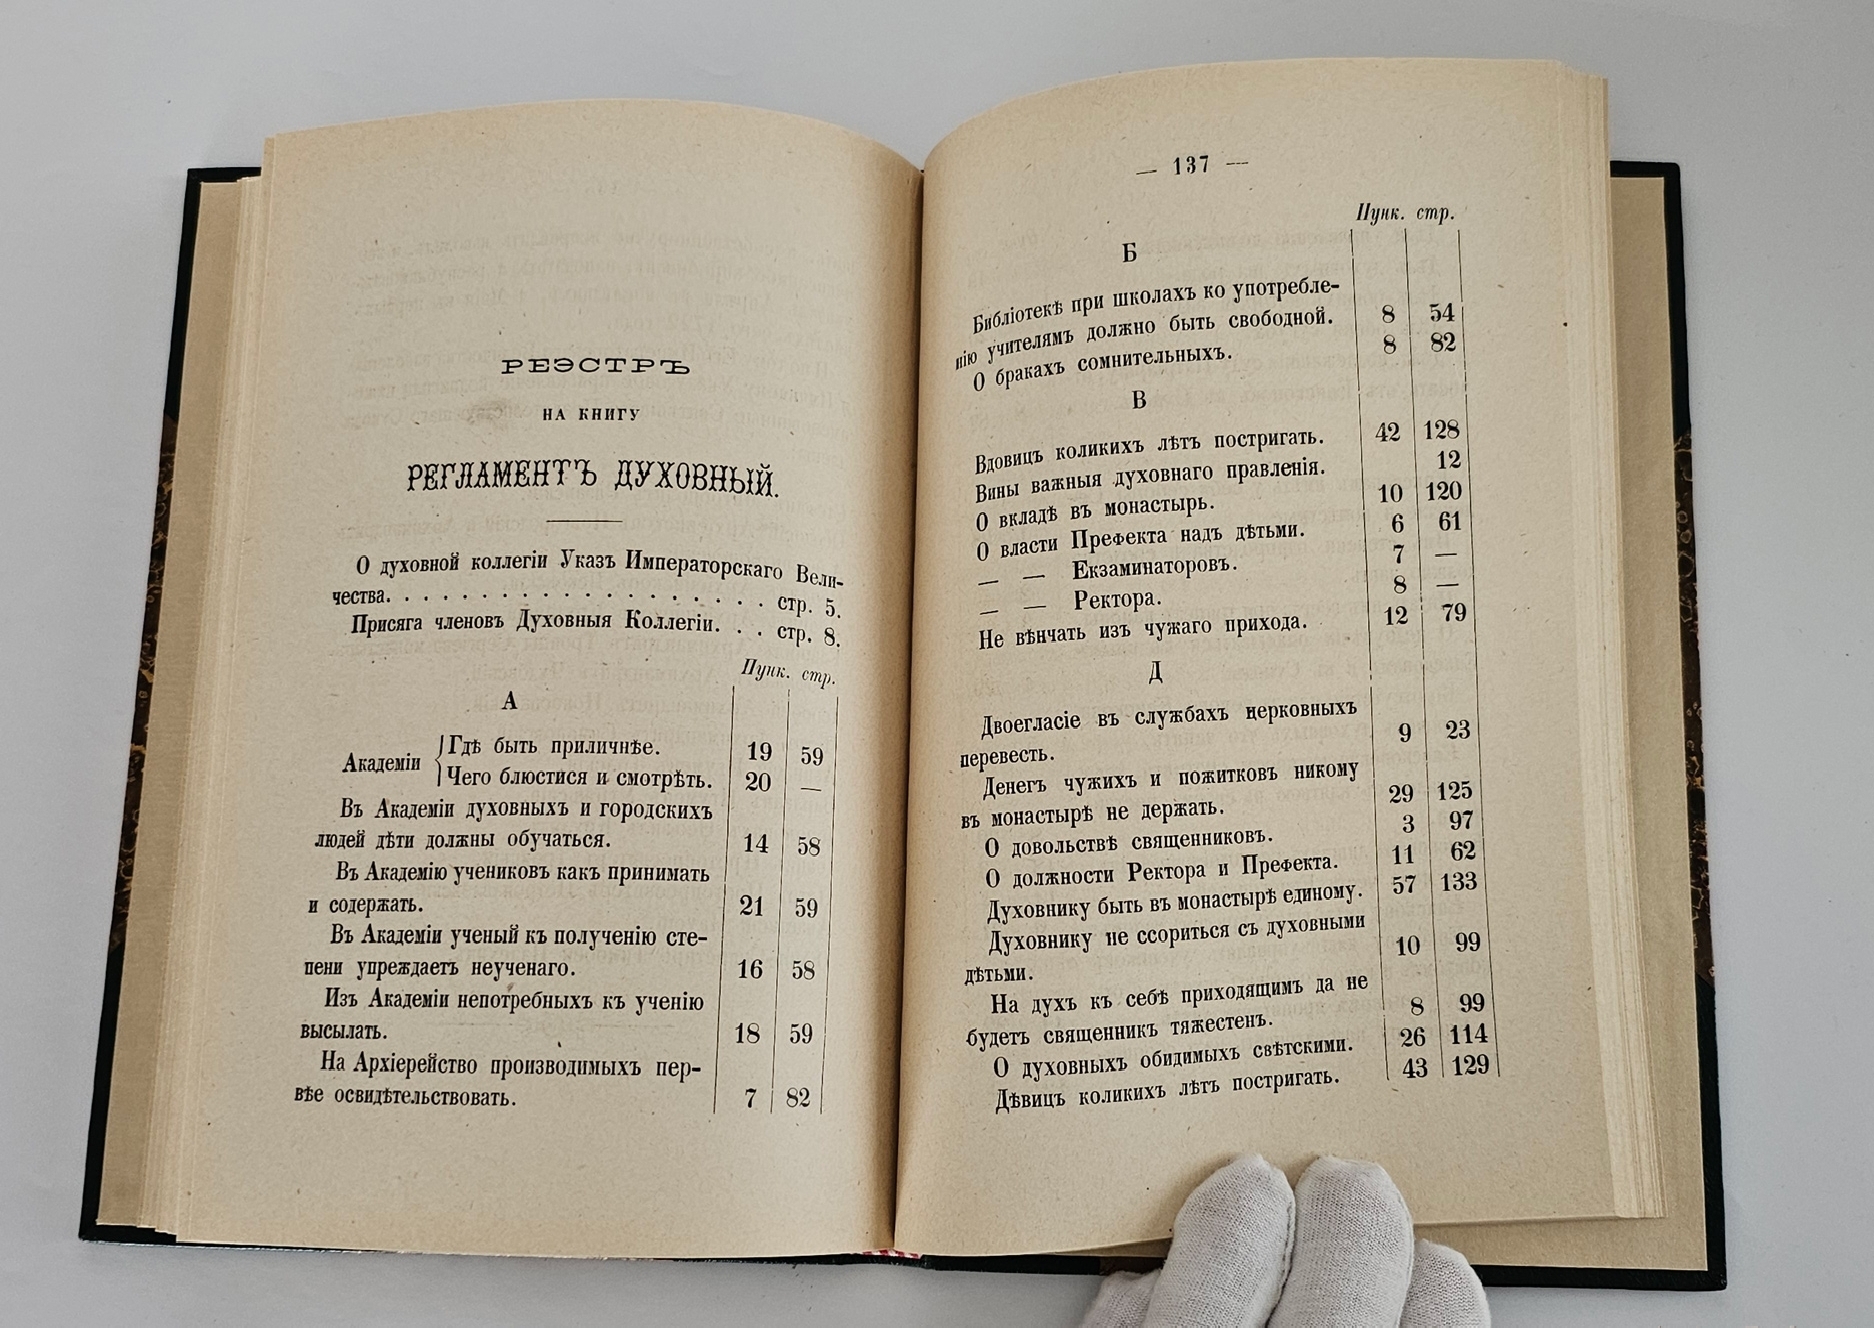 РЕЭСТРЪ
НА КНИГУ
РЕГЛАМЕНТЪ ДУХОВНЫЙ.
О духовной коллегіи Указъ Императорскаго Вели-
чества. . . . . . . . . . . . . . . . . . . стр. 5.
Присяга членовъ Духовныя Коллегіи. . . стр. 8.
Пунк. стр.
А
Академіи { Гдѣ быть приличнѣе. 19 59
Чего блюстися и смотрѣть. 20 —
Въ Академіи духовныхъ и городскихъ
людей дѣти должны обучаться. 14 58
Въ Академію учениковъ какъ принимать
и содержать. 21 59
Въ Академіи ученый къ полученію сте-
пени упреждаетъ неученаго. 16 58
Изъ Академіи непотребныхъ къ ученію
высылать. 18 59
На Архіерейство производимыхъ пер-
вѣе освидѣтельствовать. 7 82
— 137 —
Пунк. стр.
Б
Библіотекѣ при школахъ ко употребле-
нію учителямъ должно быть свободной. 8 54
О бракахъ сомнительныхъ. 8 82
В
Вдовицъ коликихъ лѣтъ постригать. 42 128
Вины важныя духовнаго правленія. 12
О вкладѣ въ монастырь. 10 120
О власти Префекта надъ дѣтьми. 6 61
— — Екзаминаторовъ. 7 —
— — Ректора. 8 —
Не вѣнчать изъ чужаго прихода. 12 79
Д
Двоегласіе въ службахъ церковныхъ
перевесть. 9 23
Денегъ чужихъ и пожитковъ никому
въ монастырѣ не держать. 29 125
О довольствѣ священниковъ. 3 97
О должности Ректора и Префекта. 11 62
Духовнику быть въ монастырѣ единому. 57 133
Духовнику не ссориться съ духовными
дѣтьми. 10 99
На духъ къ себѣ приходящимъ да не
будетъ священникъ тяжестенъ. 8 99
О духовныхъ обидимыхъ свѣтскими. 26 114
Дѣвицъ коликихъ лѣтъ постригать. 43 129